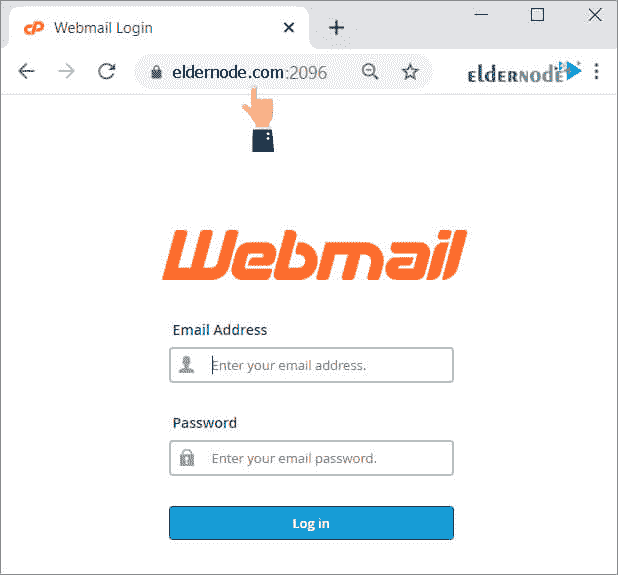 Webmail Login
eldernode.com:2096
eldernode
Webmail
Email Address
Enter your email address.
Password
Enter your email password.
Log in